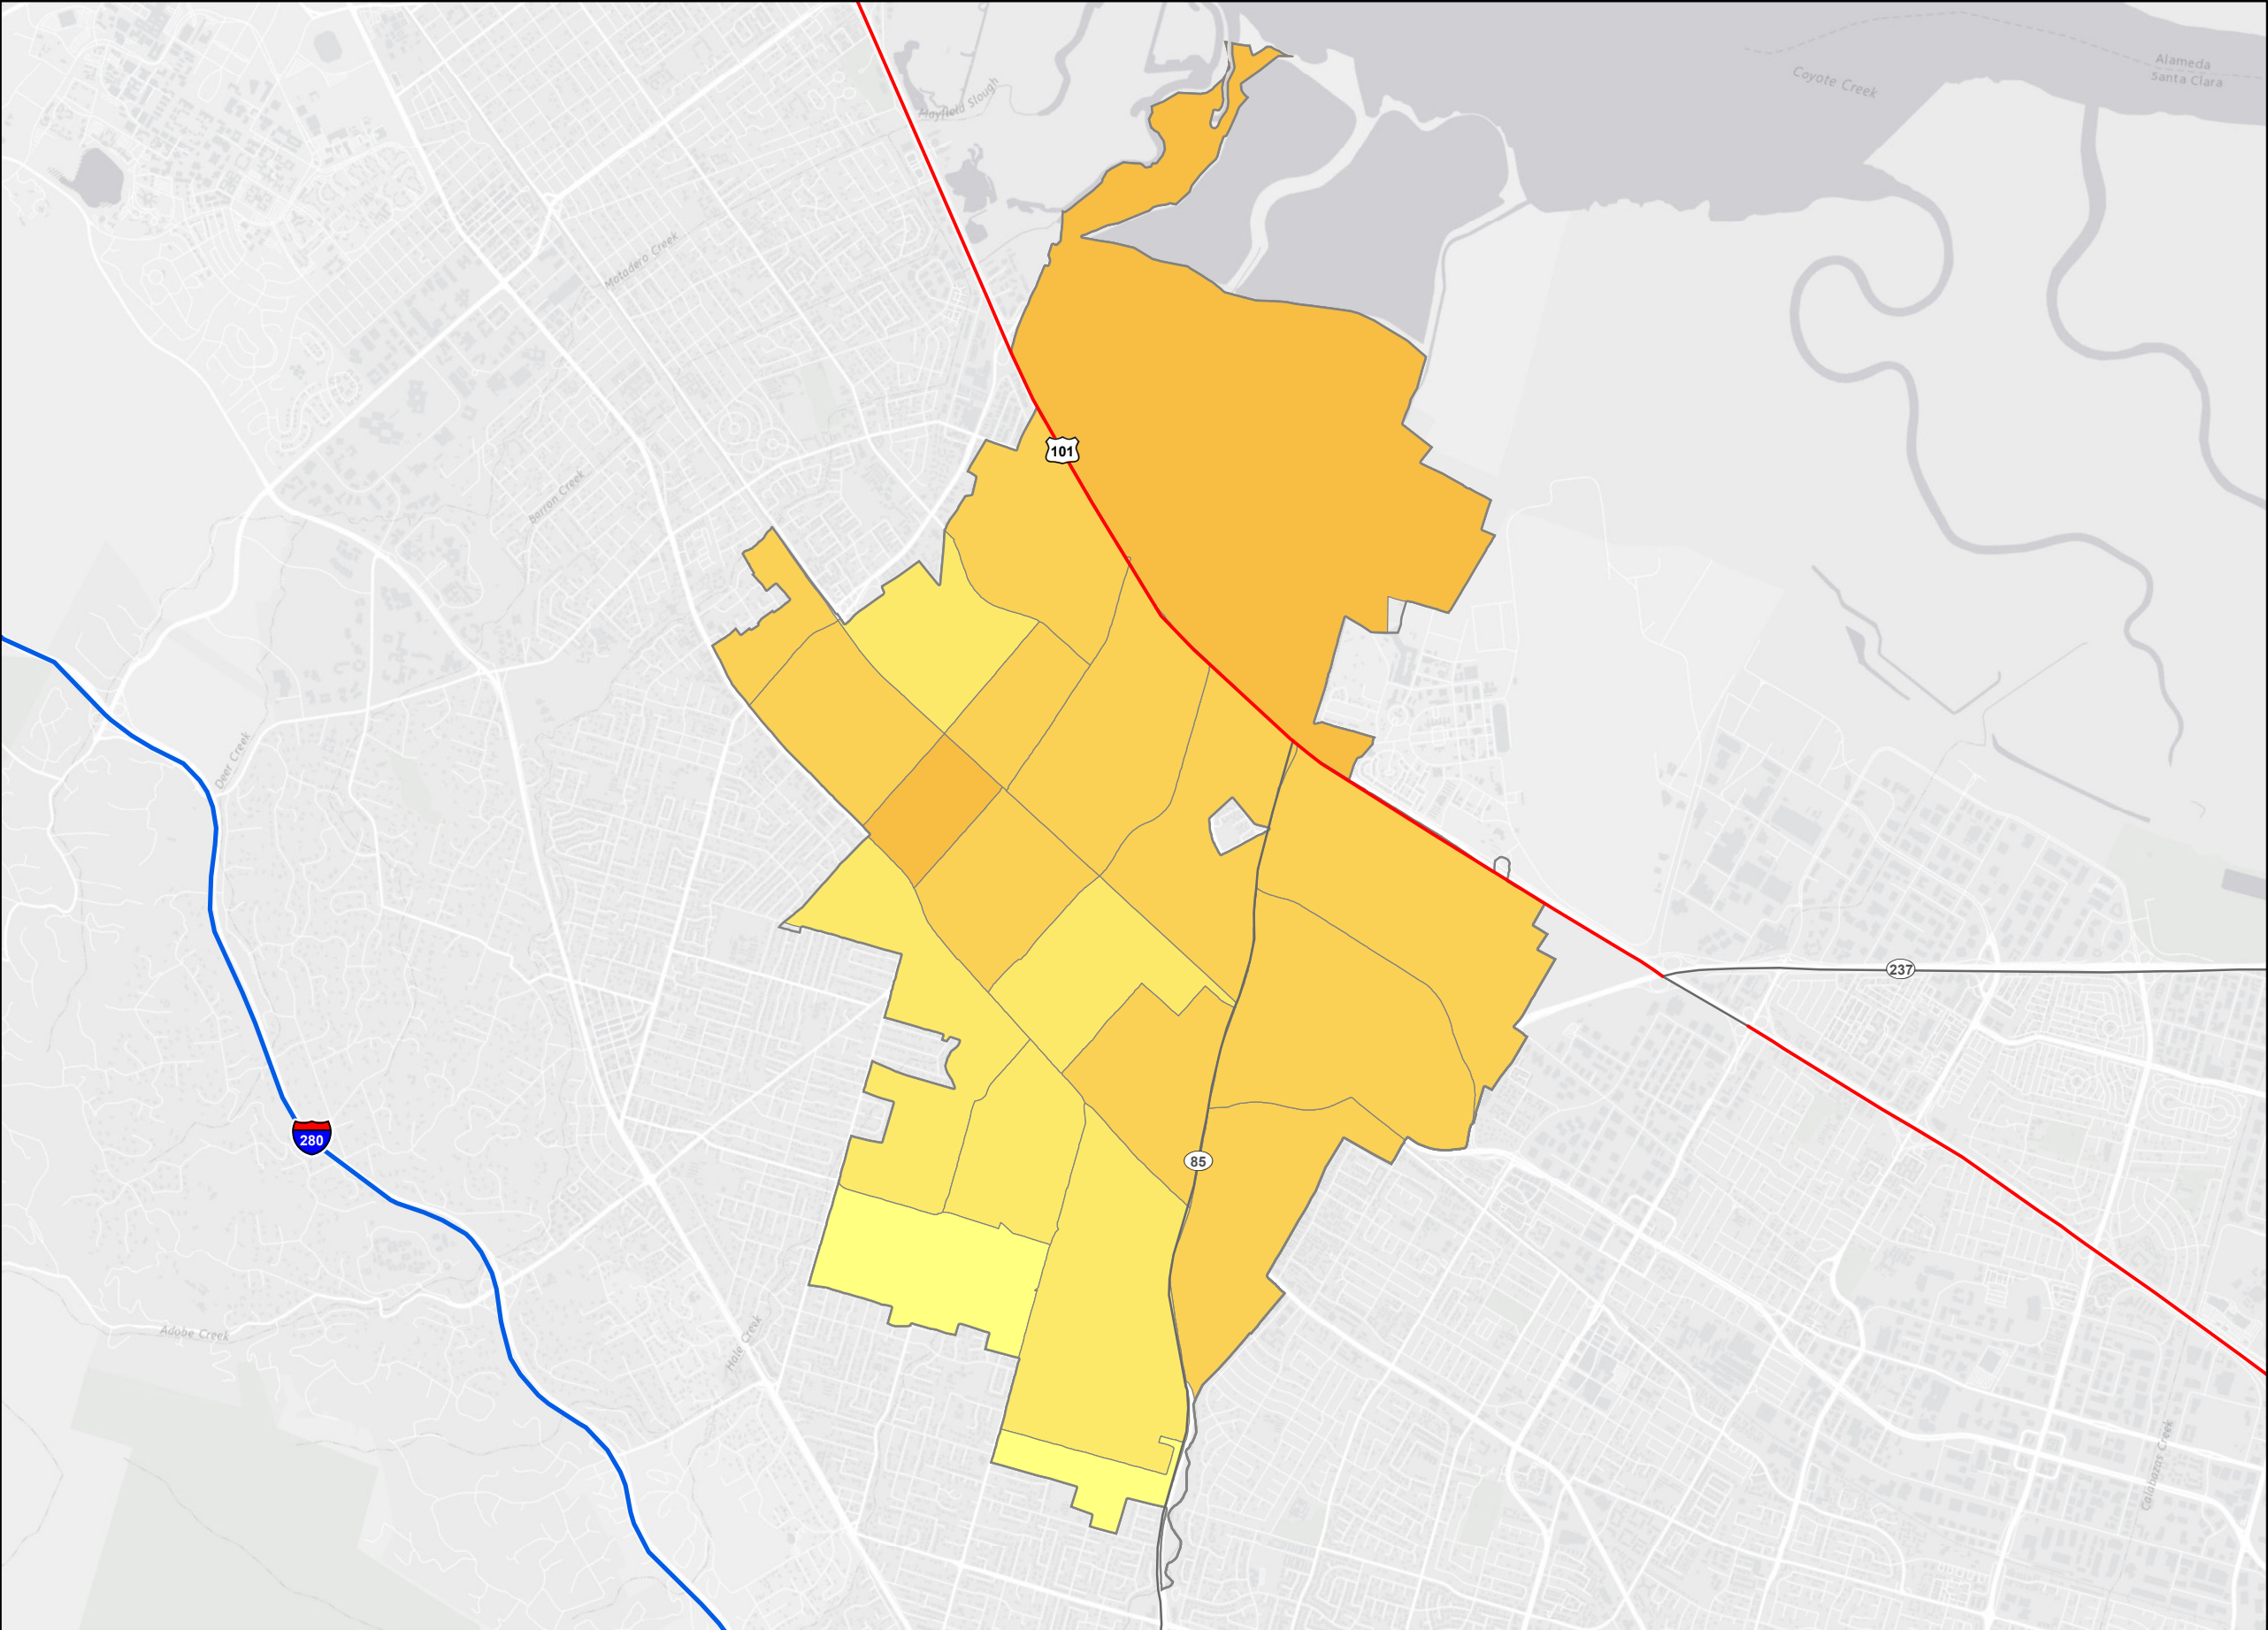 Alameda
Santa Clara
Coyote Creek
Mayfield Slough
Matadero Creek
101
Barron Creek
Deer Creek
237
280
85
Adobe Creek
Hale Creek
Calabazas Creek